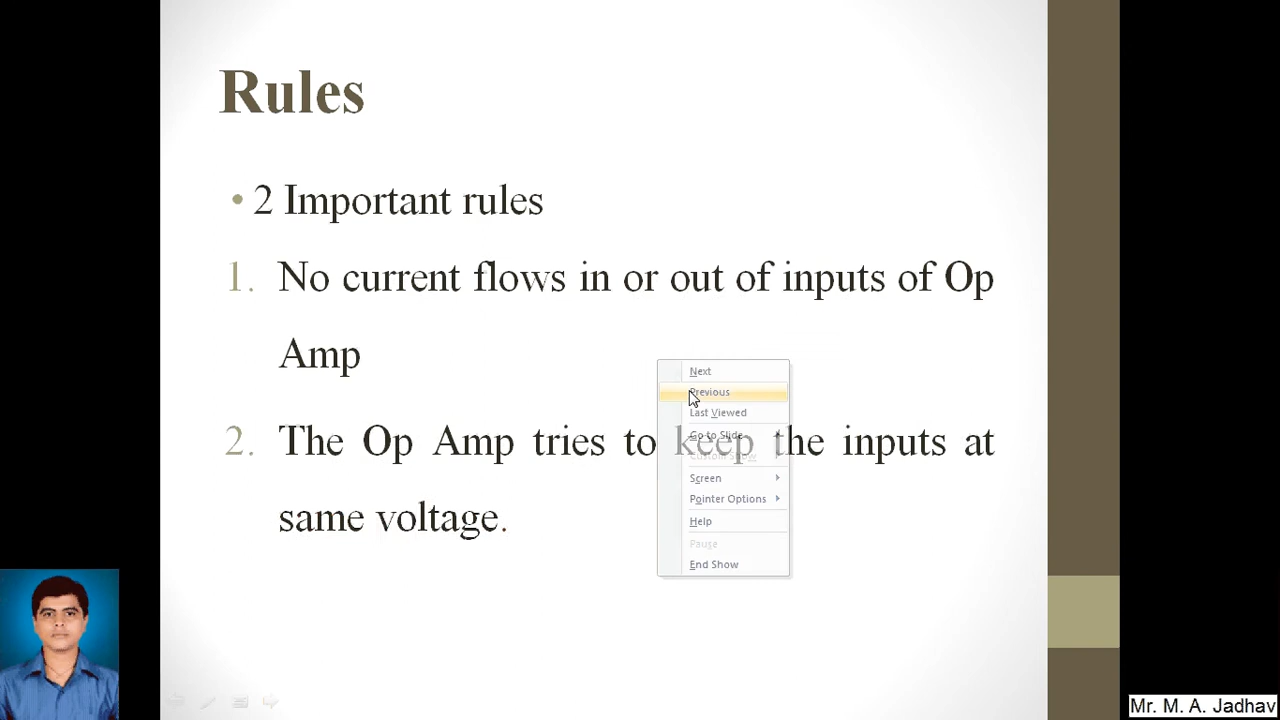 Rules
• 2 Important rules
1. No current flows in or out of inputs of Op
Amp
2. The Op Amp tries to keep the inputs at
same voltage.
Next
Previous
Last Viewed
Go to Slide
Custom Show
Screen
Pointer Options
Help
Pause
End Show
Mr. M. A. Jadhav